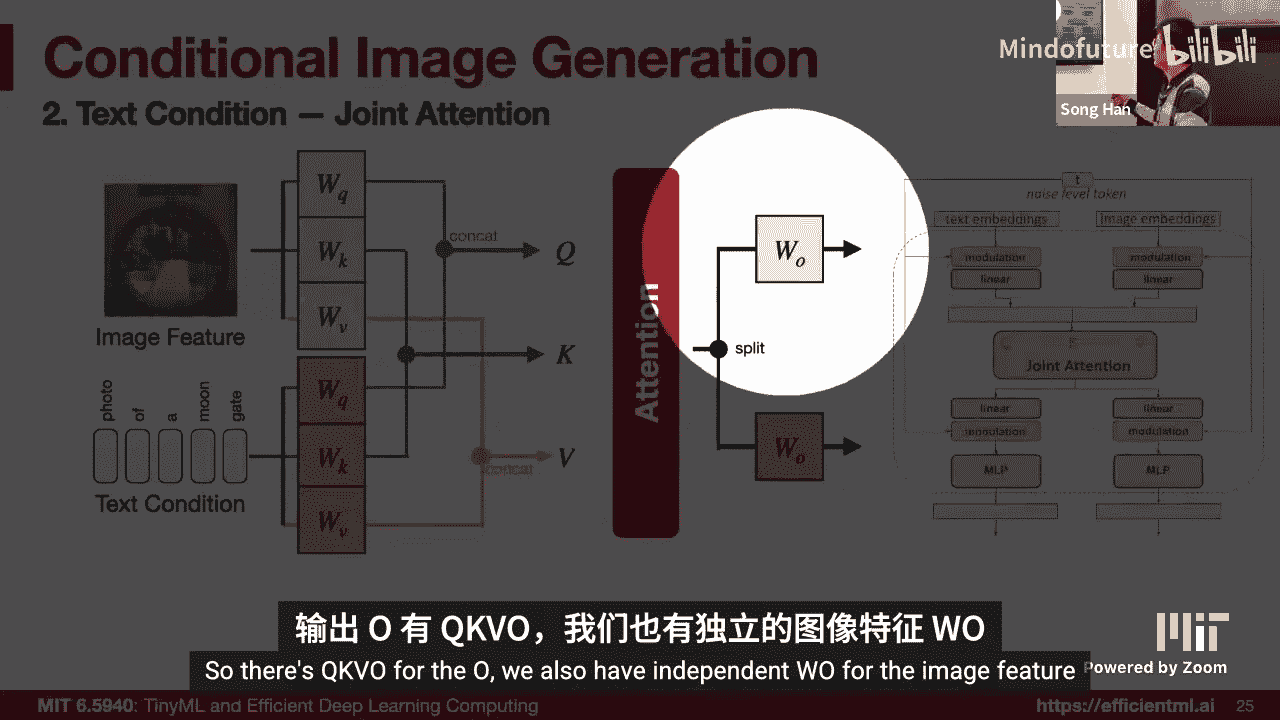 Conditional Image Generation
2. Text Condition — Joint Attention
Mindofuture bilibili
Song Han
Wq
Wk
Wv
concat
Q
Image Feature
K
Wq
Wk
Wv
concat
V
photo
of
a
moon
gate
Text Condition
Attention
Wo
split
Wo
t
noise level token
text embeddings
image embeddings
modulation
modulation
linear
linear
Joint Attention
linear
linear
modulation
modulation
MLP
MLP
输出 O 有 QKVO，我们也有独立的图像特征 WO
So there's QKVO for the O, we also have independent WO for the image feature
MIT
Powered by Zoom
MIT 6.5940: TinyML and Efficient Deep Learning Computing
https://efficientml.ai
25